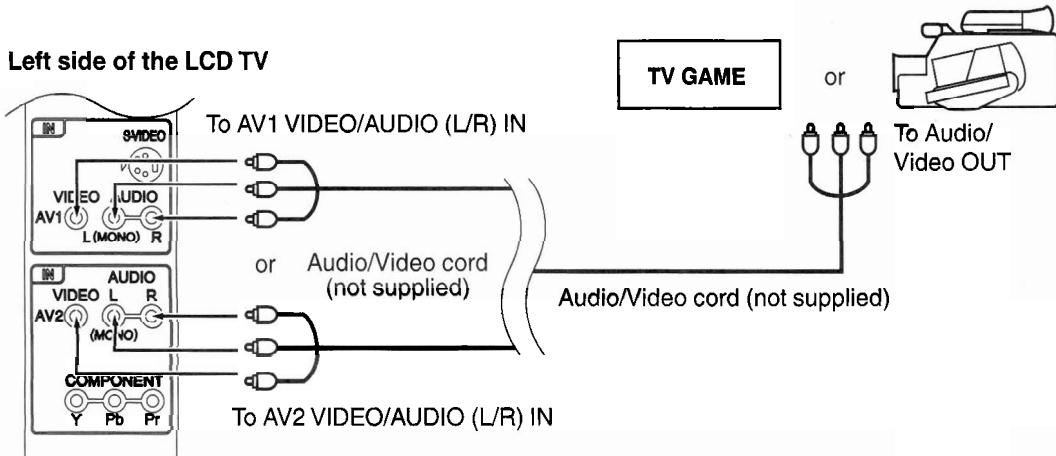 Left side of the LCD TV
TV GAME
or
To Audio/
Video OUT
IN
S-VIDEO
To AV1 VIDEO/AUDIO (L/R) IN
VIDEO AUDIO
AV1
L (MONO) R
or
Audio/Video cord
(not supplied)
Audio/Video cord (not supplied)
IN
AUDIO
VIDEO L R
AV2
(MONO)
COMPONENT
Y Pb Pr
To AV2 VIDEO/AUDIO (L/R) IN